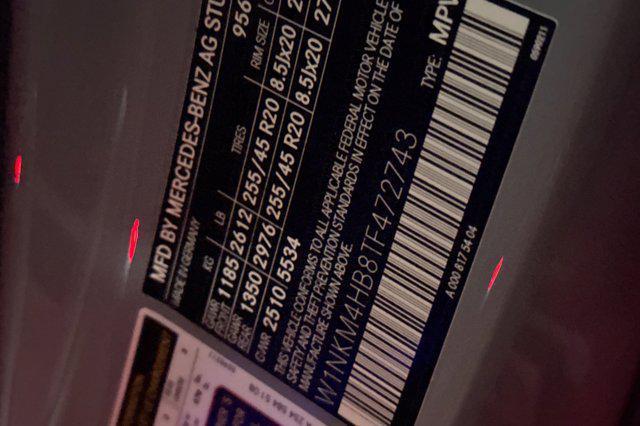 MFD BY MERCEDES-BENZ AG STU
MADE IN GERMANY 956
KG LB TIRES RIM SIZE
1185 2612 255/45 R20 8.5Jx20 2
1350 2976 255/45 R20 8.5Jx20 27
2510 5534
THIS VEHICLE CONFORMS TO ALL APPLICABLE FEDERAL MOTOR VEHICLE
SAFETY AND THEFT PREVENTION STANDARDS IN EFFECT ON THE DATE OF
MANUFACTURE SHOWN ABOVE.
W1NKM4HB8TF472743 TYPE: MPV
A 000 817 54 04